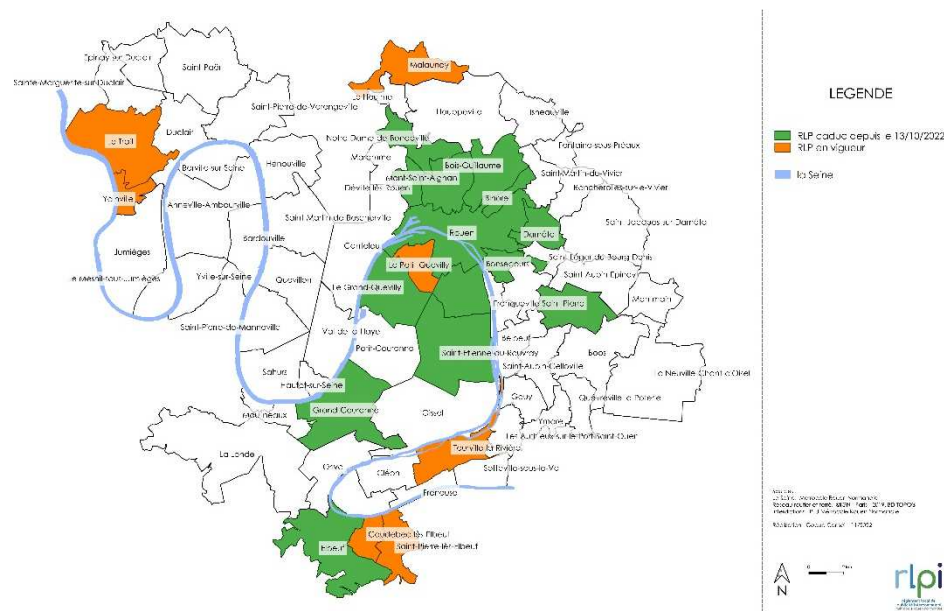 Epinay sur Duclair
Saint-Paër
Sainte-Marguerite-sur-Duclair
Malaunay
Le Houlme
Saint-Pierre-de-Varengeville
Houppeville
Isneauville
Le Trait
Duclair
Notre Dame de Bondeville
Fontaine-sous-Préaux
Maromme
Bois-Guillaume
Hénouville
Mont-Saint-Aignan
Saint-Martin-du-Vivier
Berville-sur-Seine
Déville lès Rouen
Roncherolles-sur-le-Vivier
Bihorel
Yainville
Anneville-Ambourville
Saint-Martin de Boscherville
Saint-Jacques-sur-Darnétal
Rouen
Darnétal
Bardouville
Canteleu
Jumièges
Bonsecours
Saint-Léger du Bourg-Denis
Le Petit-Quevilly
Le Mesnil-sous-Jumièges
Yville-sur-Seine
Quevillon
Saint-Aubin-Epinay
Le Grand-Quevilly
Franqueville-Saint-Pierre
Montmain
Saint-Pierre-de-Manneville
Val-de-la-Haye
Belbeuf
Petit-Couronne
Saint-Etienne-du-Rouvray
Boos
Saint-Aubin-Celloville
La Neuville Chant d'Oisel
Sahurs
Hautot-sur-Seine
Gouy
Quévreville la Poterie
Grand-Couronne
Oissel
Moulineaux
Ymare
Les Authieux-sur-le-Port-Saint-Ouen
Tourville-la-Rivière
La Londe
Orival
Cléon
Sotteville-sous-le-Val
Freneuse
Elbeuf
Caudebec-lès-Elbeuf
Saint-Pierre-lès-Elbeuf
LEGENDE
RLP caduc depuis le 13/10/2022
RLP en vigueur
la Seine
N
rlpi